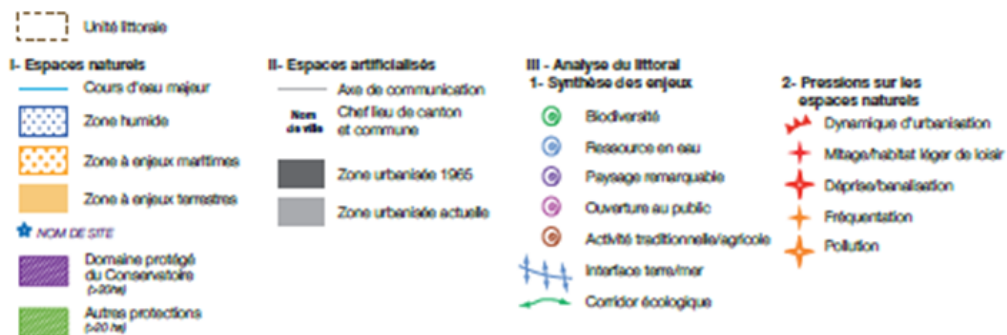 Unité littorale
I- Espaces naturels
Cours d'eau majeur
Zone humide
Zone à enjeux maritimes
Zone à enjeux terrestres
NOM DE SITE
Domaine protégé
du Conservatoire
(>20ha)
Autres protections
(>20 ha)
II- Espaces artificialisés
Axe de communication
Nom
de ville
Chef lieu de canton
et commune
Zone urbanisée 1965
Zone urbanisée actuelle
III - Analyse du littoral
1- Synthèse des enjeux
Biodiversité
Ressource en eau
Paysage remarquable
Ouverture au public
Activité traditionnelle/agricole
Interface terre/mer
Corridor écologique
2- Pressions sur les
espaces naturels
Dynamique d'urbanisation
Mitage/habitat léger de loisir
Déprise/banalisation
Fréquentation
Pollution